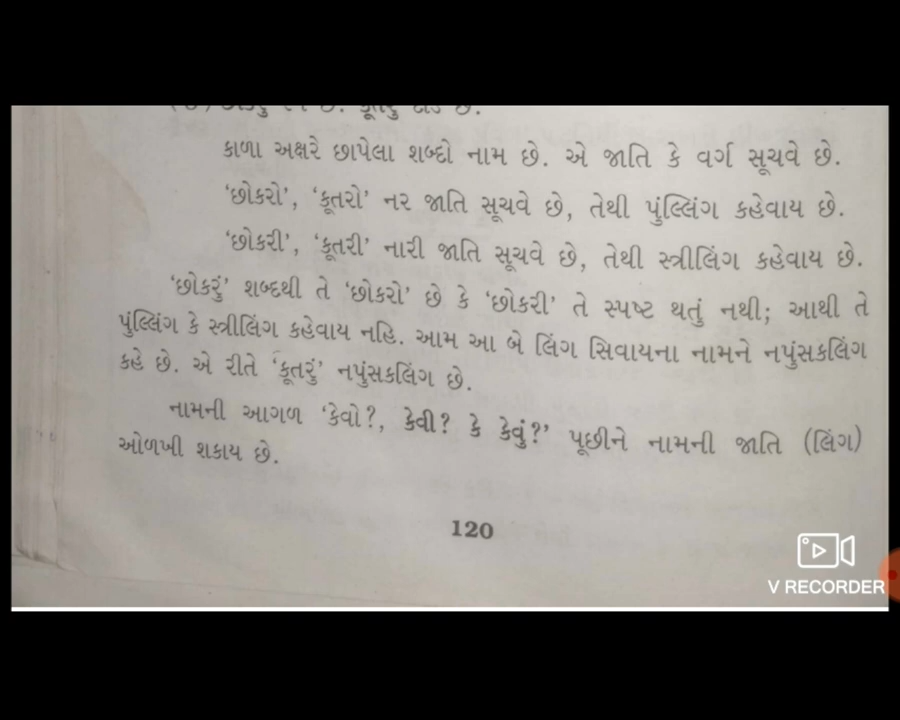 કાળા અક્ષરે છાપેલા શબ્દો નામ છે. એ જાતિ કે વર્ગ સૂચવે છે.
‘છોકરો’, ‘કૂતરો’ નર જાતિ સૂચવે છે, તેથી પુંલ્લિંગ કહેવાય છે.
‘છોકરી’, ‘કૂતરી’ નારી જાતિ સૂચવે છે, તેથી સ્ત્રીલિંગ કહેવાય છે.
‘છોકરું’ શબ્દથી તે ‘છોકરો’ છે કે ‘છોકરી’ તે સ્પષ્ટ થતું નથી; આથી તે
પુંલ્લિંગ કે સ્ત્રીલિંગ કહેવાય નહિ. આમ આ બે લિંગ સિવાયના નામને નપુંસકલિંગ
કહે છે. એ રીતે ‘કૂતરું’ નપુંસકલિંગ છે.
નામની આગળ ‘કેવો?, કેવી? કે કેવું?’ પૂછીને નામની જાતિ (લિંગ)
ઓળખી શકાય છે.
120
V RECORDER